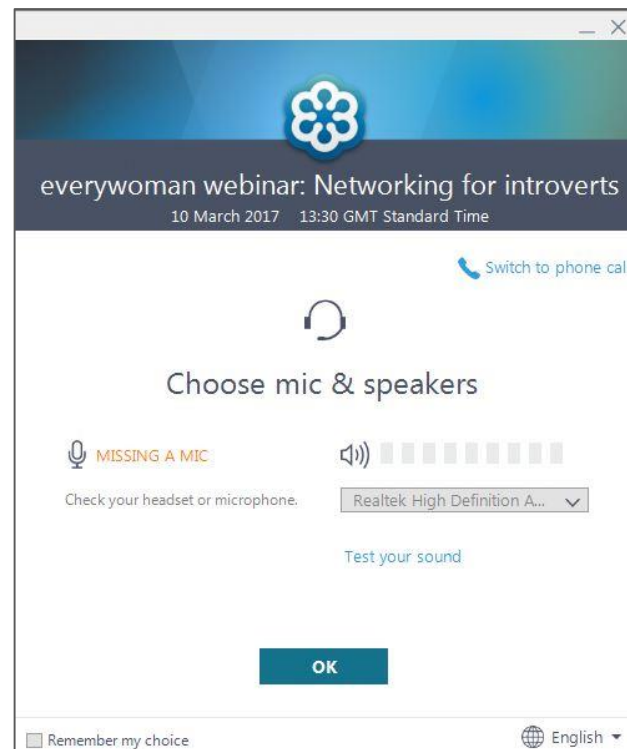 everywoman webinar: Networking for introverts
10 March 2017 13:30 GMT Standard Time
Switch to phone cal
Choose mic & speakers
MISSING A MIC
Check your headset or microphone.
Realtek High Definition A...
Test your sound
OK
Remember my choice
English